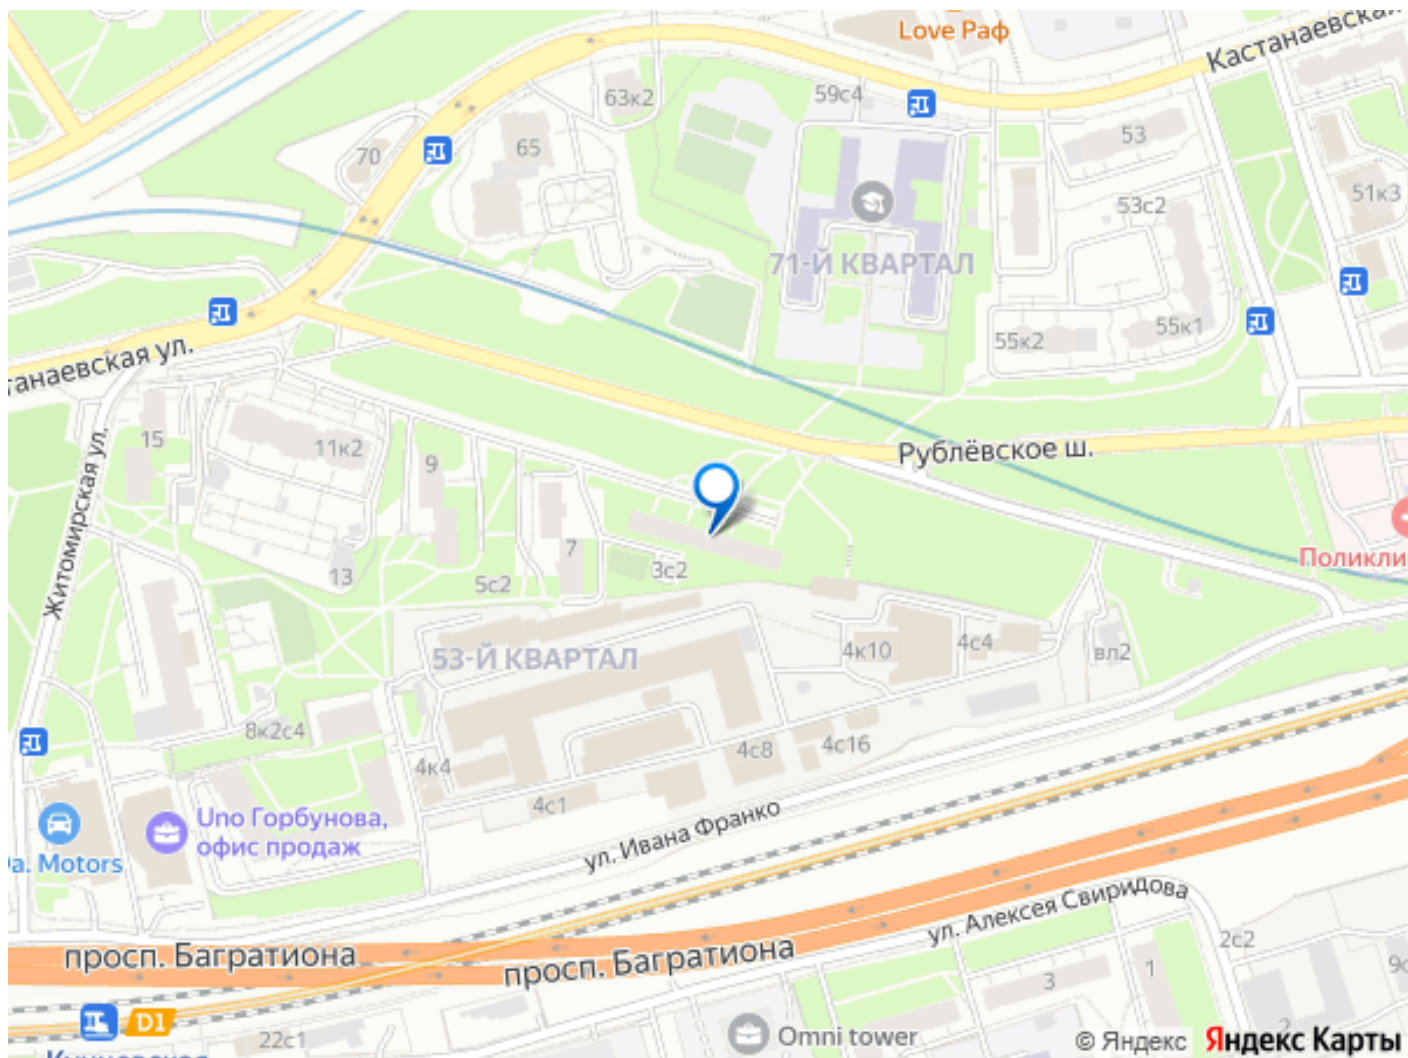 Love Раф
Кастанаевская
63к2
59с4
53
65
70
51к3
53с2
71-Й КВАРТАЛ
55к1
55к2
танаевская ул.
15
11к2
9
Рублёвское ш.
Житомирская ул.
7
13
5с2
3с2
Поликли
53-Й КВАРТАЛ
4к10
4с4
вл2
8к2с4
4к4
4с8
4с16
4с1
Uno Горбунова,
офис продаж
a. Motors
ул. Ивана Франко
ул. Алексея Свиридова
просп. Багратиона
просп. Багратиона
2с2
9с
3
1
2
D1
22с1
Omni tower
© Яндекс Яндекс Карты